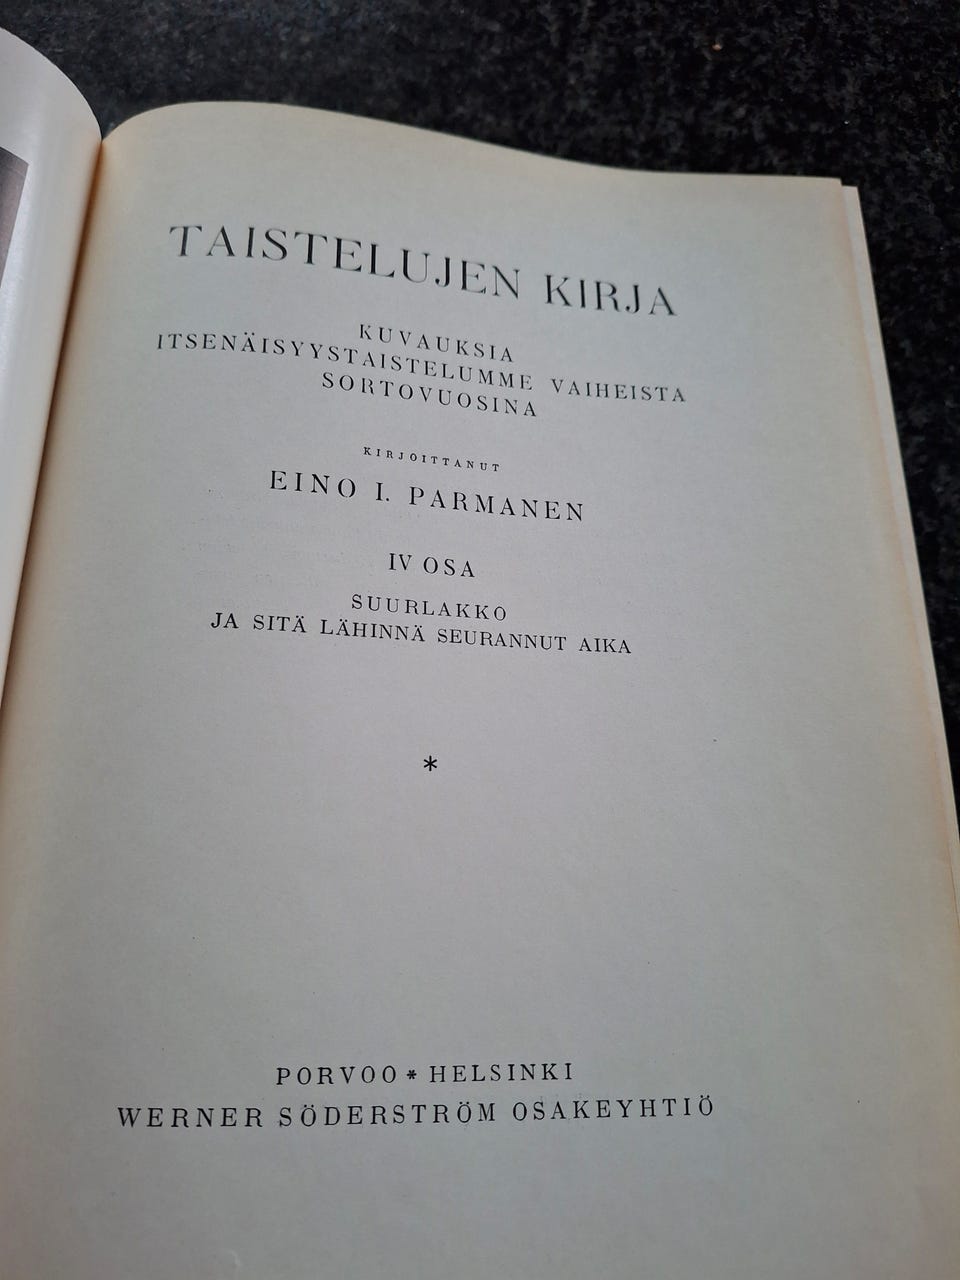 TAISTELUJEN KIRJA
KUVAUKSIA
ITSENÄISYYSTAISTELUMME VAIHEISTA
SORTOVUOSINA
KIRJOITTANUT
EINO I. PARMANEN
IV OSA
SUURLAKKO
JA SITÄ LÄHINNÄ SEURANNUT AIKA
*
PORVOO * HELSINKI
WERNER SÖDERSTRÖM OSAKEYHTIÖ